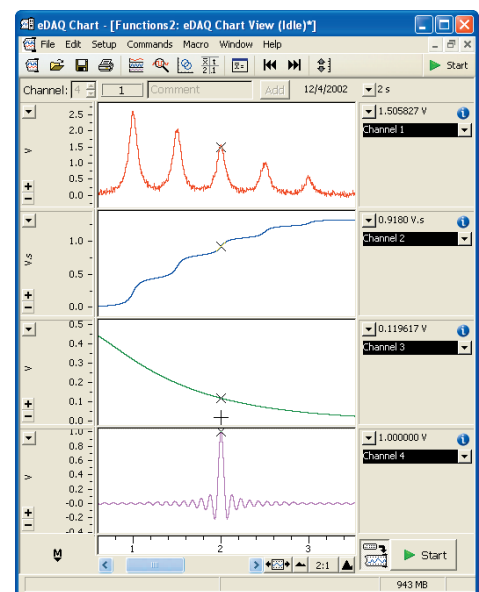 eDAQ Chart - [Functions2: eDAQ Chart View (Idle)*]
File Edit Setup Commands Macro Window Help
Start
Channel: 4 1 Comment Add 12/4/2002 2 s
2.5
2.0
1.5
1.0
0.5
0.0
V
1.505827 V
Channel 1
1.0
0.5
0.0
V.s
0.9180 V.s
Channel 2
0.5
0.4
0.3
0.2
0.1
0.0
V
0.119617 V
Channel 3
1.0
0.8
0.6
0.4
0.2
-0.0
-0.2
-0.4
V
1.000000 V
Channel 4
M
1 2 3
2:1
Start
943 MB